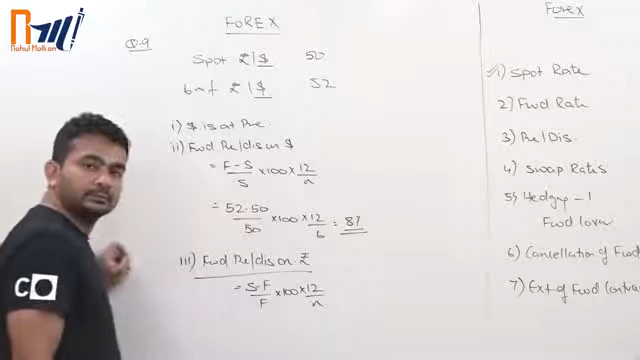 Rahul Malkan
FOREX
Q.9
Spot ₹/$ 50
6mf ₹/$ 52
i) $ is at Pre.
ii) Fwd Pre/dis on $
= F-S/S × 100 × 12/n
= 52-50/50 × 100 × 12/6 = 8%
iii) Fwd Pre/dis on ₹
= S-F/F × 100 × 12/n
Forex
1) Spot Rate
2) Fwd Rate
3) Pre/Dis.
4) Swap Rates
5) Hedging - 1
Fwd Cover
6) Cancellation of Fwd
7) Ext of Fwd Contra
CO